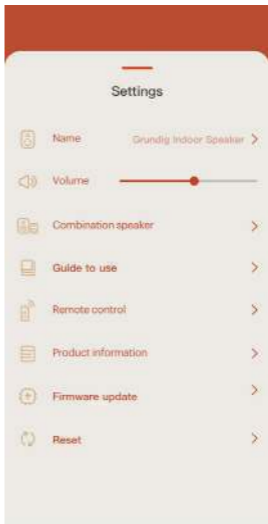 Settings
Name Grundig Indoor Speaker
Volume
Combination speaker
Guide to use
Remote control
Product information
Firmware update
Reset